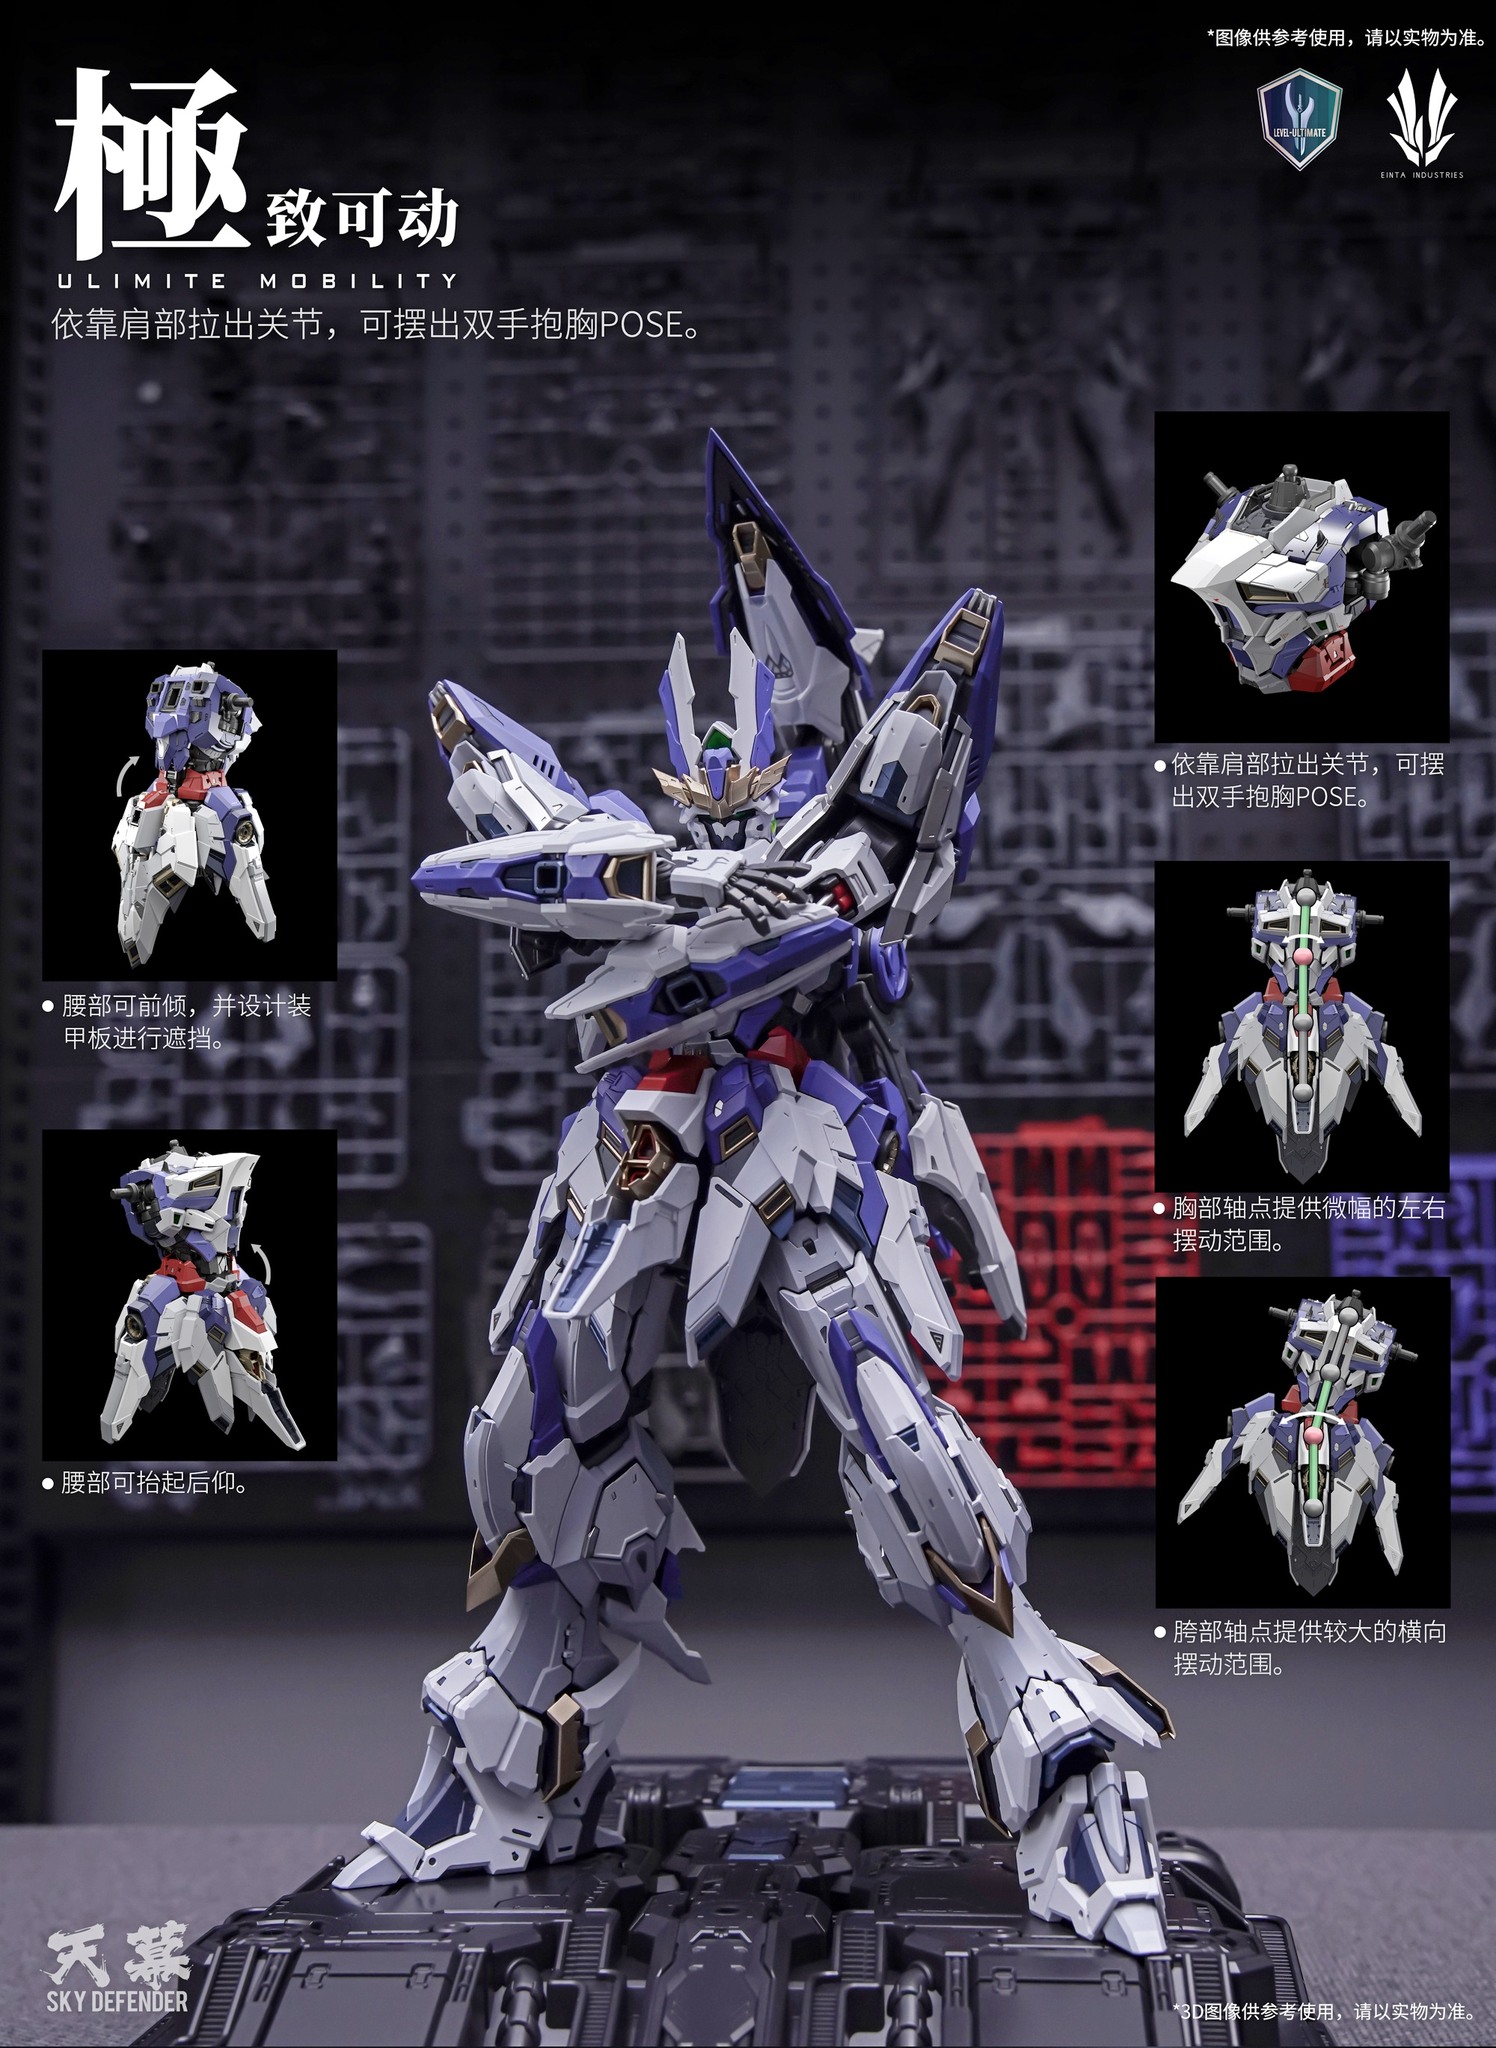 *图像供参考使用，请以实物为准。
LEVEL-ULTIMATE
EINTA INDUSTRIES
極致可动
ULIMITE MOBILITY
依靠肩部拉出关节，可摆出双手抱胸POSE。
●腰部可前倾，并设计装
甲板进行遮挡。
●腰部可抬起后仰。
●依靠肩部拉出关节，可摆
出双手抱胸POSE。
●胸部轴点提供微幅的左右
摆动范围。
●胯部轴点提供较大的横向
摆动范围。
天幕
SKY DEFENDER
*3D图像供参考使用，请以实物为准。